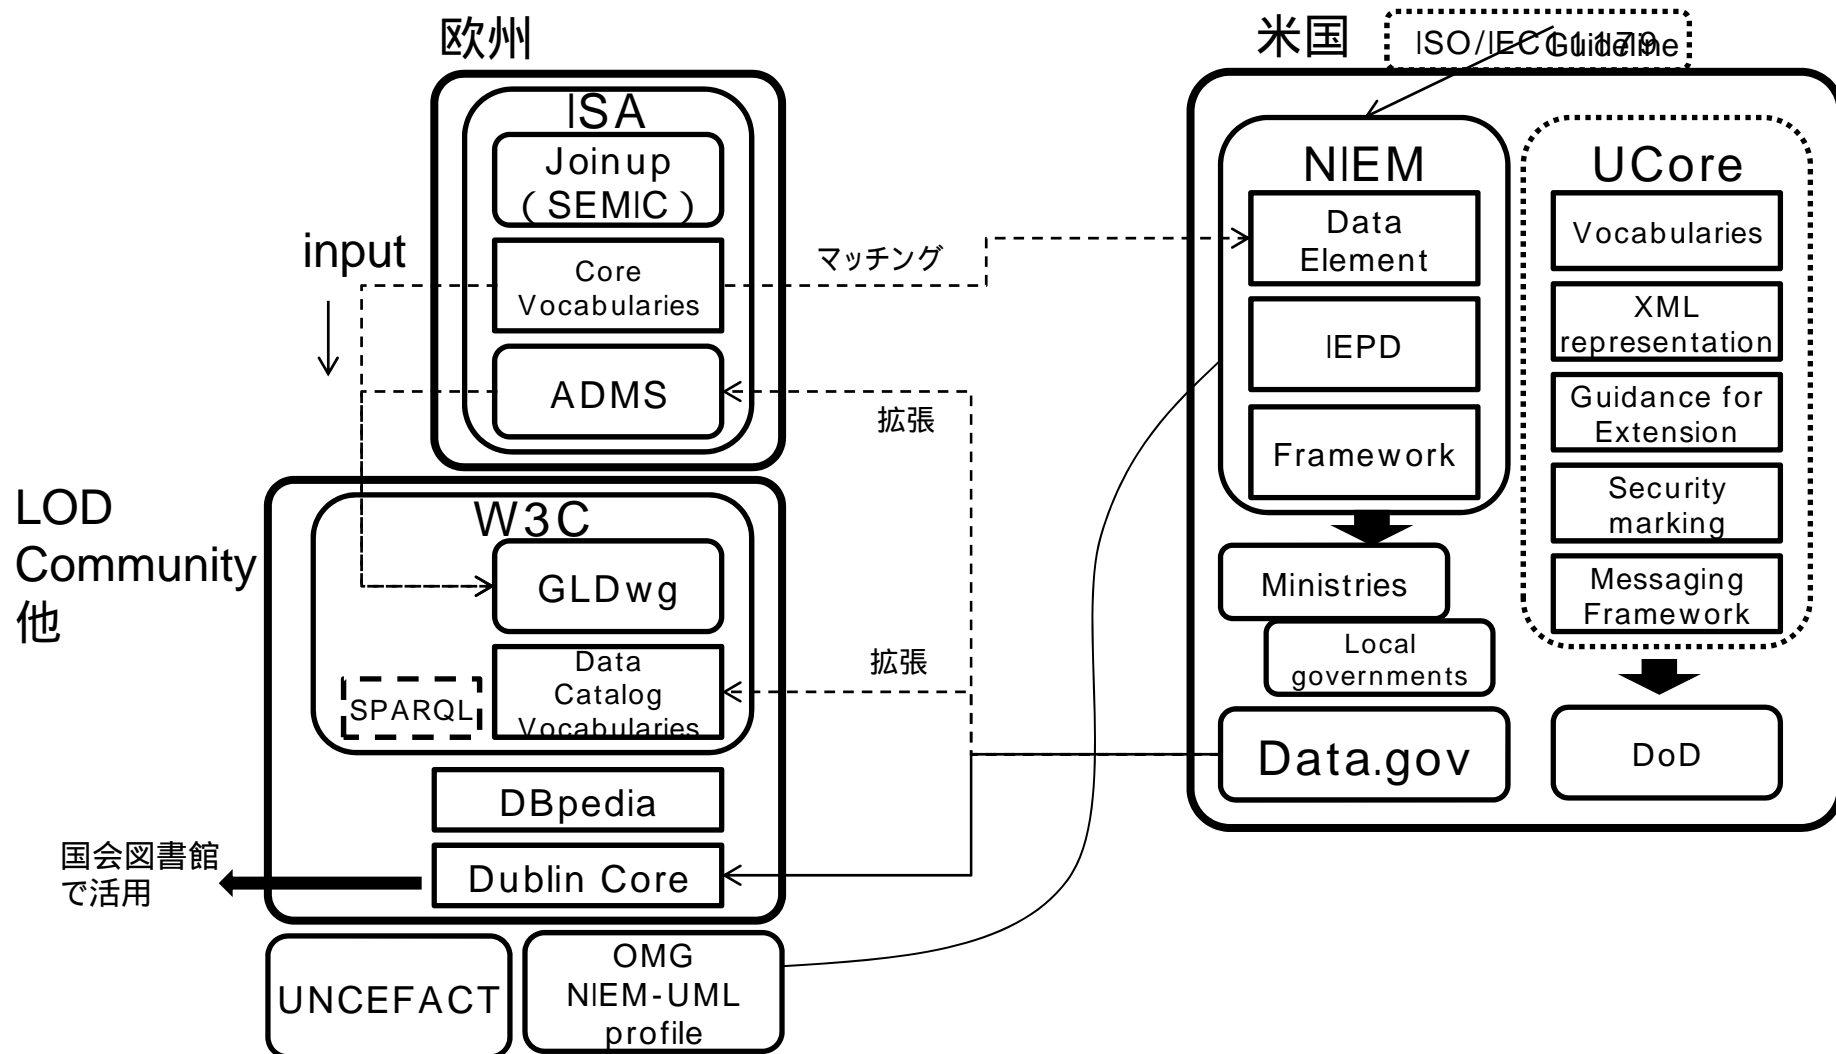 欧州
ISA
Joinup
(SEMIC)
input
Core
Vocabularies
マッチング
ADMS
拡張
LOD
Community
他
W3C
GLDwg
拡張
Data
Catalog
Vocabularies
SPARQL
DBpedia
国会図書館
で活用
Dublin Core
UNCEFACT
OMG
NIEM-UML
profile
米国
ISO/IEC11179
Guideline
NIEM
Data
Element
IEPD
Framework
Ministries
Local
governments
Data.gov
UCore
Vocabularies
XML
representation
Guidance for
Extension
Security
marking
Messaging
Framework
DoD